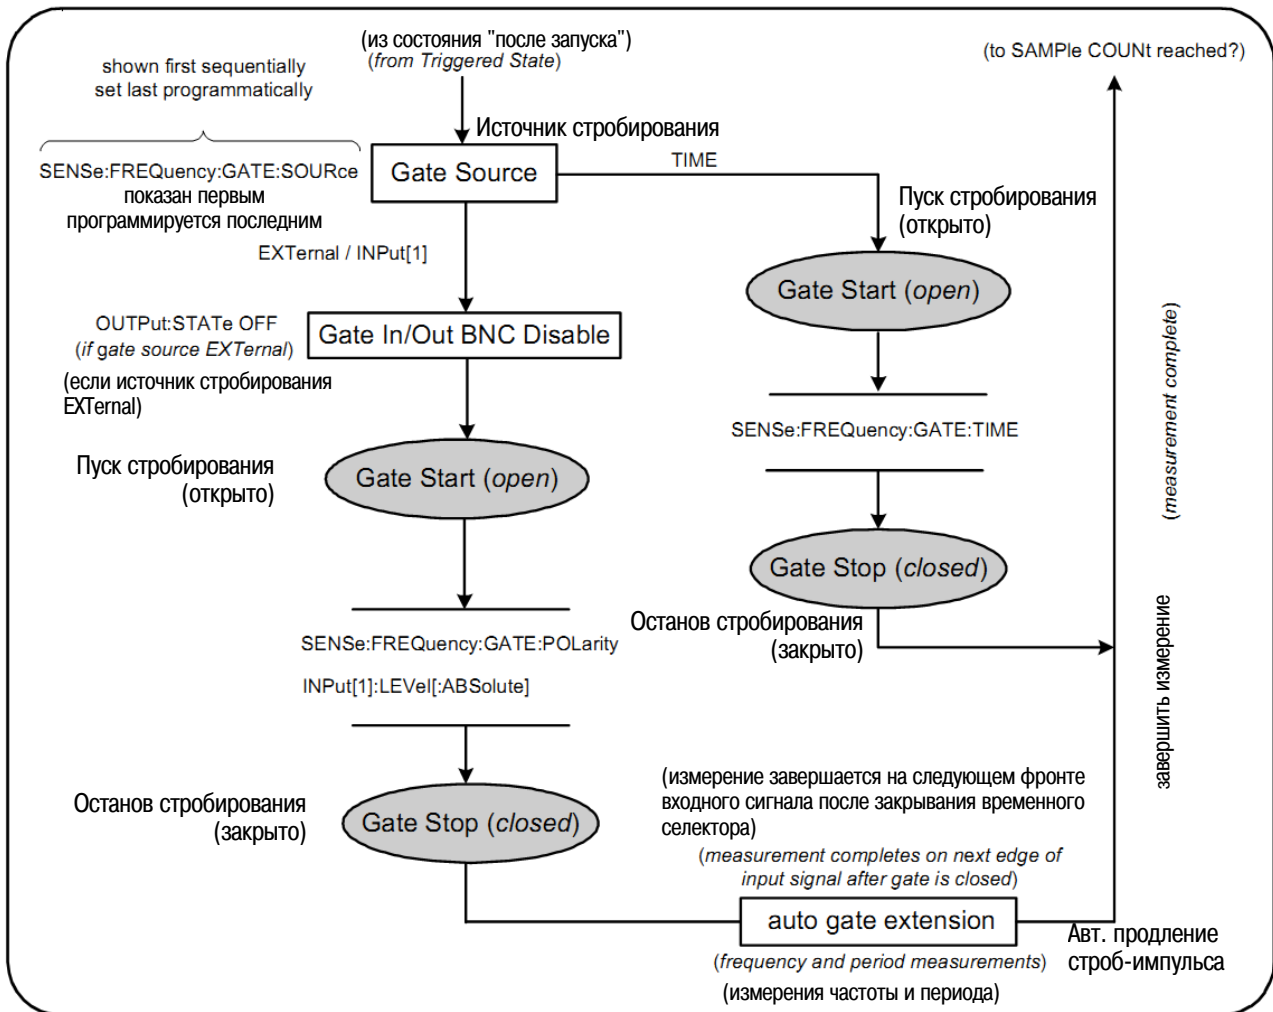 (из состояния "после запуска")
(from Triggered State)
(to SAMPle COUNt reached?)
shown first sequentially
set last programmatically
Источник стробирования
SENSe:FREQuency:GATE:SOURce
Gate Source
TIME
показан первым
программируется последним
Пуск стробирования
(открыто)
EXTernal / INPut[1]
Gate Start (open)
OUTPut:STATe OFF
(if gate source EXTernal)
Gate In/Out BNC Disable
(если источник стробирования
EXTernal)
SENSe:FREQuency:GATE:TIME
(measurement complete)
Пуск стробирования
(открыто)
Gate Start (open)
Gate Stop (closed)
Останов стробирования
(закрыто)
завершить измерение
SENSe:FREQuency:GATE:POLarity
INPut[1]:LEVel[:ABSolute]
Останов стробирования
(закрыто)
Gate Stop (closed)
(измерение завершается на следующем фронте
входного сигнала после закрывания временного
селектора)
(measurement completes on next edge of
input signal after gate is closed)
auto gate extension
Авт. продление
строб-импульса
(frequency and period measurements)
(измерения частоты и периода)